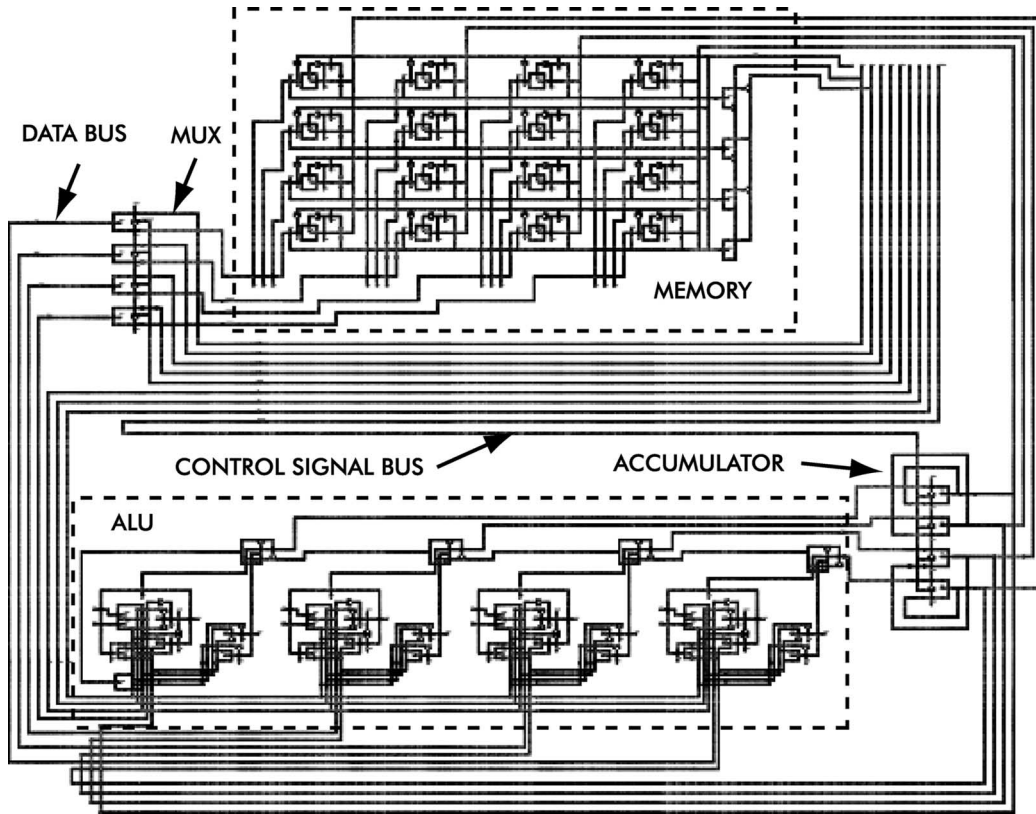 DATA BUS
MUX
MEMORY
CONTROL SIGNAL BUS
ACCUMULATOR
ALU